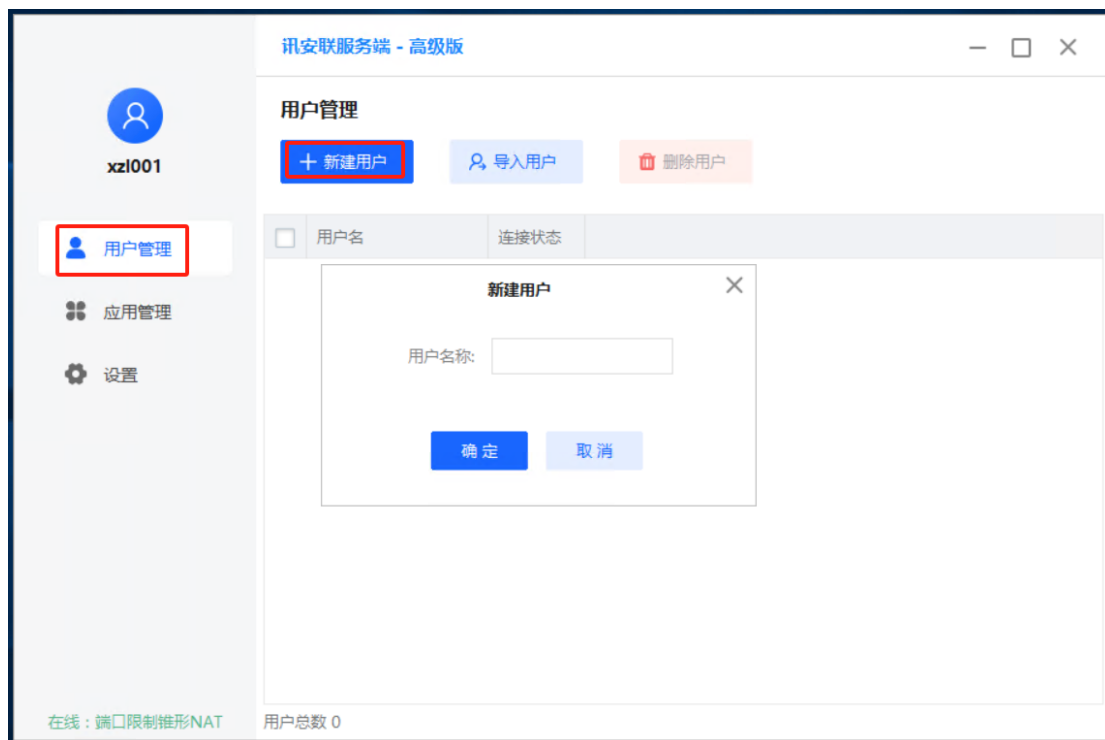 讯安联服务端 - 高级版
xzl001
用户管理
应用管理
设置
在线：端口限制锥形NAT
用户管理
新建用户
导入用户
删除用户
用户名
连接状态
新建用户
用户名称:
确定
取消
用户总数 0